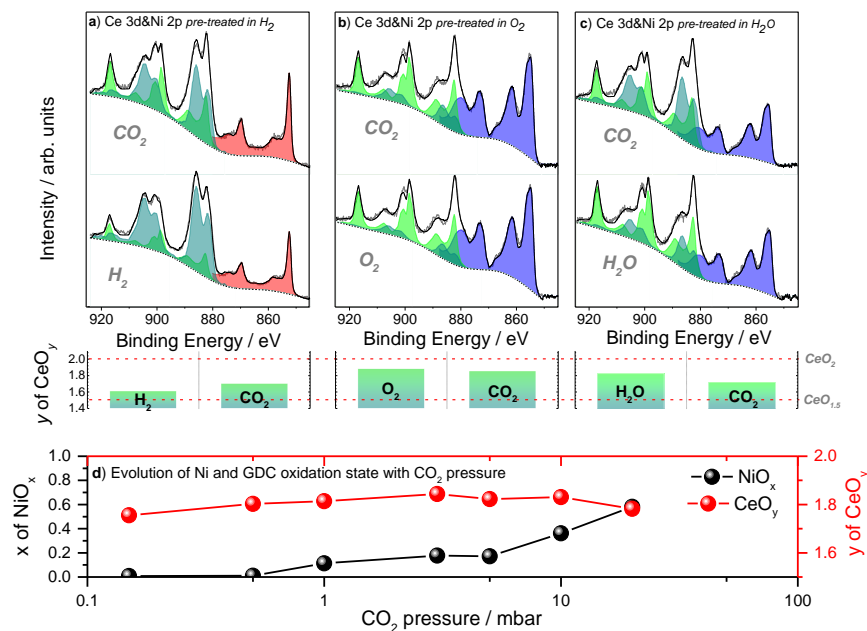 a) Ce 3d&Ni 2p pre-treated in H2
b) Ce 3d&Ni 2p pre-treated in O2
c) Ce 3d&Ni 2p pre-treated in H2O
Intensity / arb. units
CO2
CO2
CO2
H2
O2
H2O
920 900 880 860
920 900 880 860
920 900 880 860
Binding Energy / eV
Binding Energy / eV
Binding Energy / eV
y of CeOy
2.0
1.8
1.6
1.4
H2
CO2
O2
CO2
H2O
CO2
CeO2
CeO1.5
d) Evolution of Ni and GDC oxidation state with CO2 pressure
NiOx
CeOy
x of NiOx
1.0
0.8
0.6
0.4
0.2
0.0
y of CeOy
2.0
1.8
1.6
0.1 1 10 100
CO2 pressure / mbar